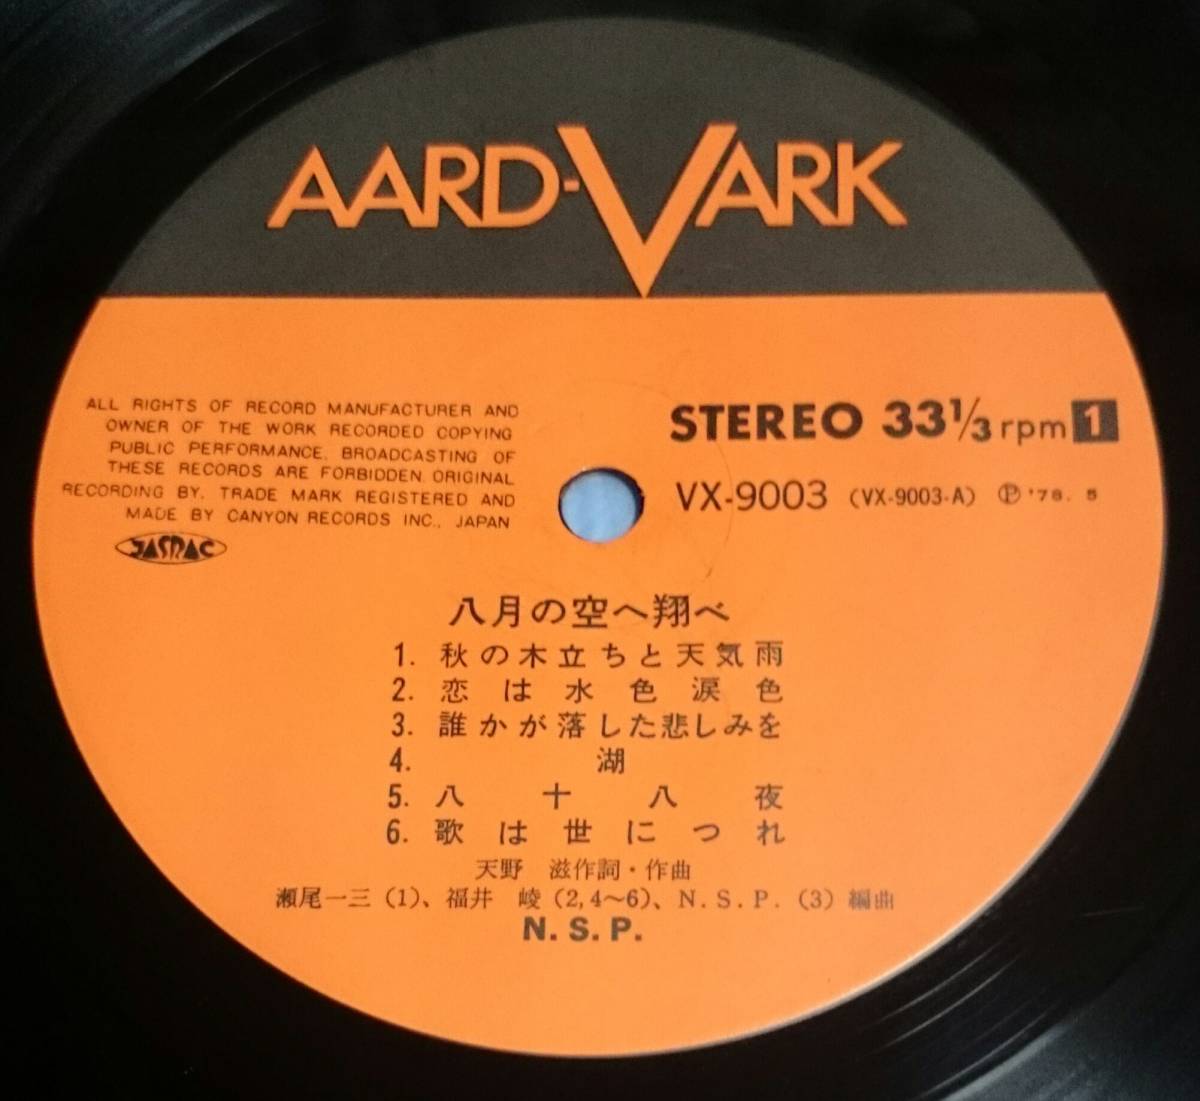 AARD-VARK
ALL RIGHTS OF RECORD MANUFACTURER AND
OWNER OF THE WORK RECORDED COPYING
PUBLIC PERFORMANCE. BROADCASTING OF
THESE RECORDS ARE FORBIDDEN. ORIGINAL
RECORDING BY. TRADE MARK REGISTERED AND
MADE BY CANYON RECORDS INC., JAPAN
JASRAC
STEREO 33⅓ rpm 1
VX-9003 (VX-9003-A) Ⓟ '78. 5
八月の空へ翔べ
1. 秋の木立ちと天気雨
2. 恋は水色涙色
3. 誰かが落した悲しみを
4. 湖
5. 八十八夜
6. 歌は世につれ
天野 滋作詞・作曲
瀬尾一三 (1)、福井 崚 (2,4〜6)、N.S.P. (3) 編曲
N.S.P.